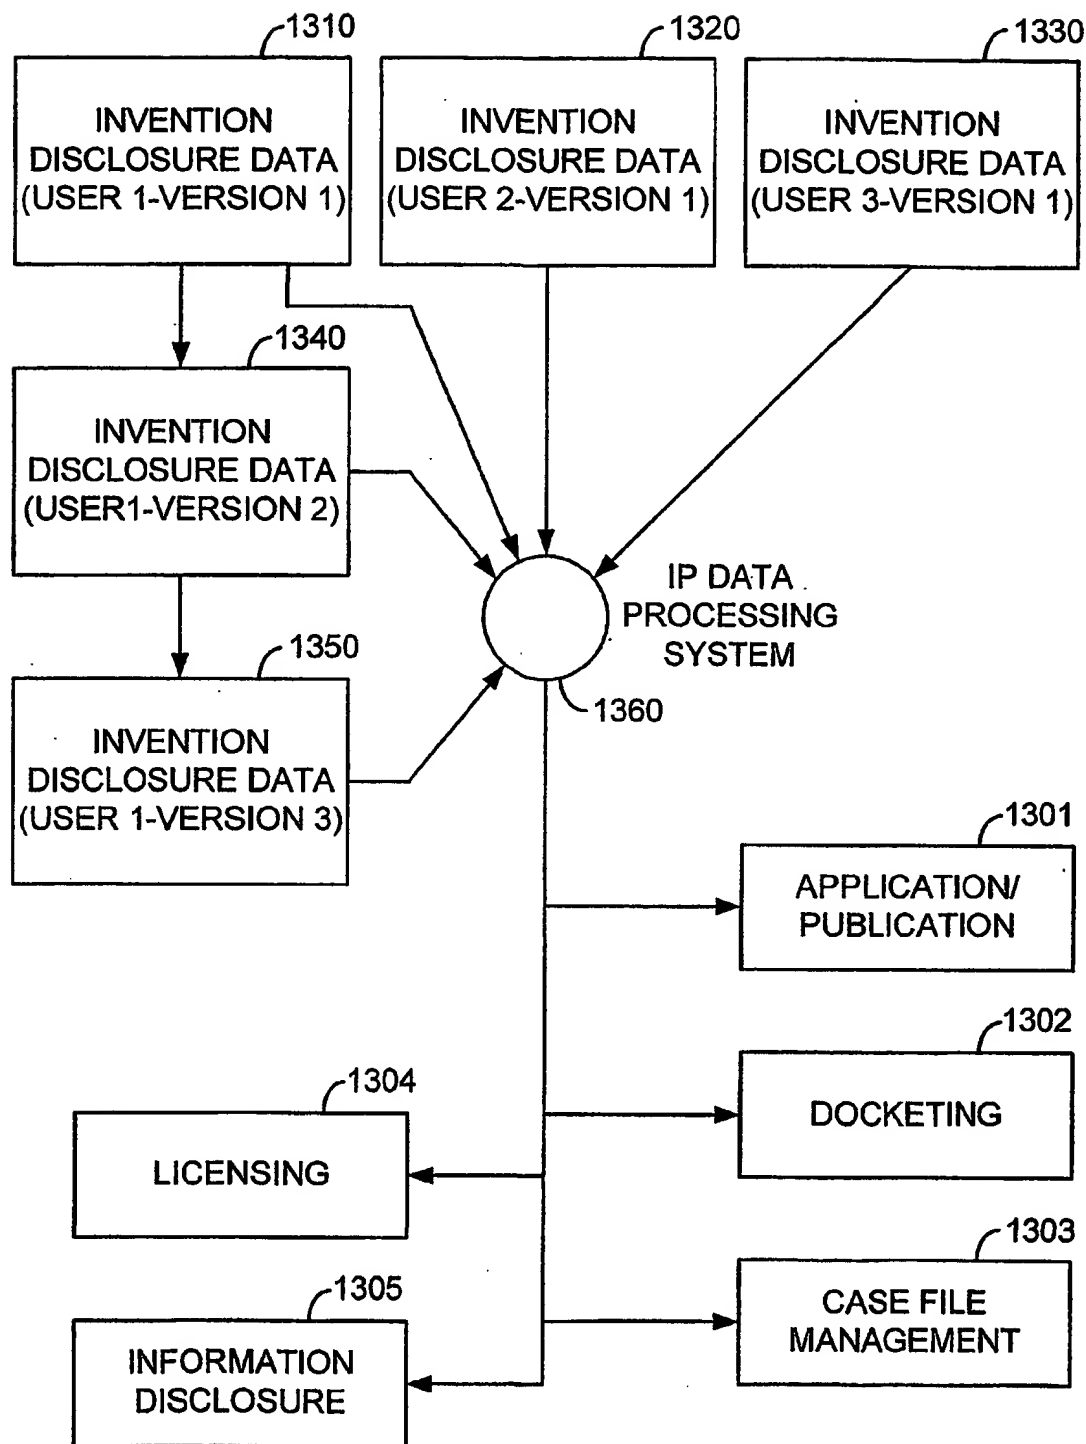 1310
INVENTION
DISCLOSURE DATA
(USER 1-VERSION 1)
1320
INVENTION
DISCLOSURE DATA
(USER 2-VERSION 1)
1330
INVENTION
DISCLOSURE DATA
(USER 3-VERSION 1)
1340
INVENTION
DISCLOSURE DATA
(USER1-VERSION 2)
1350
INVENTION
DISCLOSURE DATA
(USER 1-VERSION 3)
IP DATA
PROCESSING
SYSTEM
1360
1301
APPLICATION/
PUBLICATION
1302
DOCKETING
1304
LICENSING
1303
CASE FILE
MANAGEMENT
1305
INFORMATION
DISCLOSURE